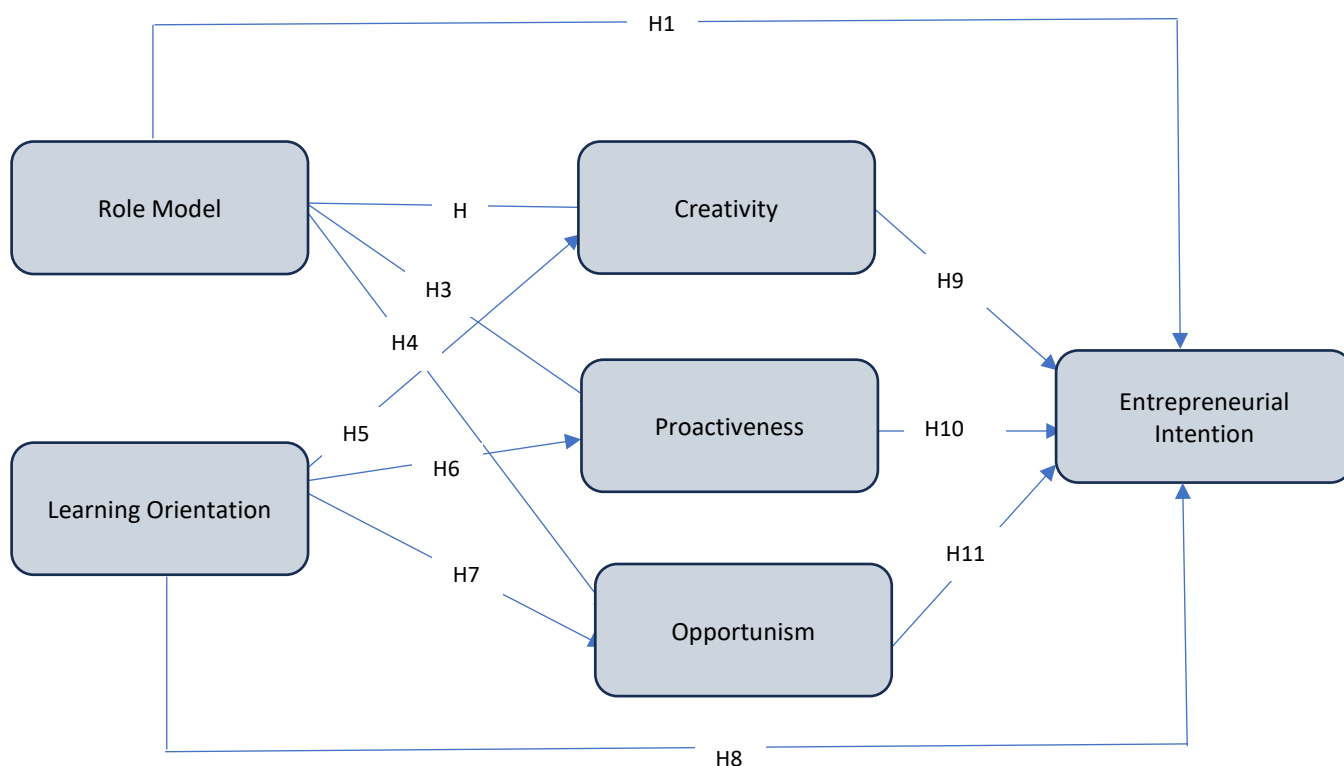 H1
Role Model
Creativity
H
H3
H9
H4
Entrepreneurial
Intention
Proactiveness
H10
H5
H6
Learning Orientation
H11
H7
Opportunism
H8